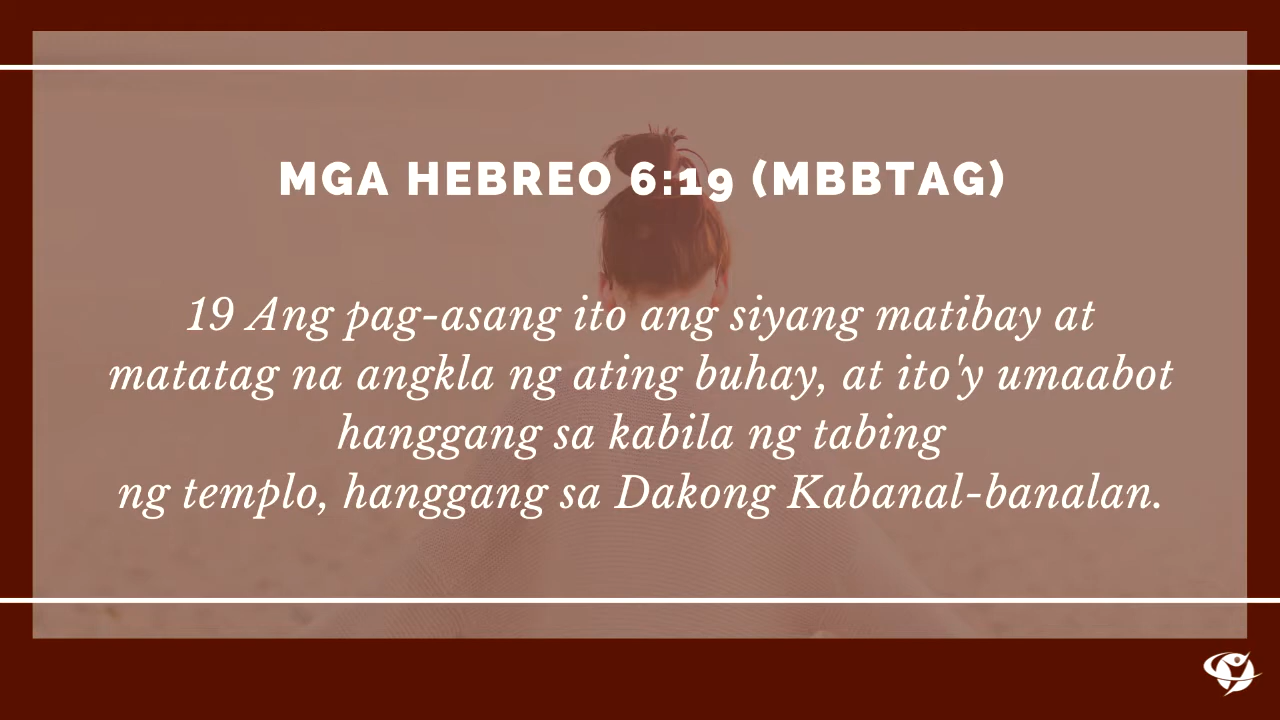 MGA HEBREO 6:19 (MBBTAG)
19 Ang pag-asang ito ang siyang matibay at
matatag na angkla ng ating buhay, at ito'y umaabot
hanggang sa kabila ng tabing
ng templo, hanggang sa Dakong Kabanal-banalan.